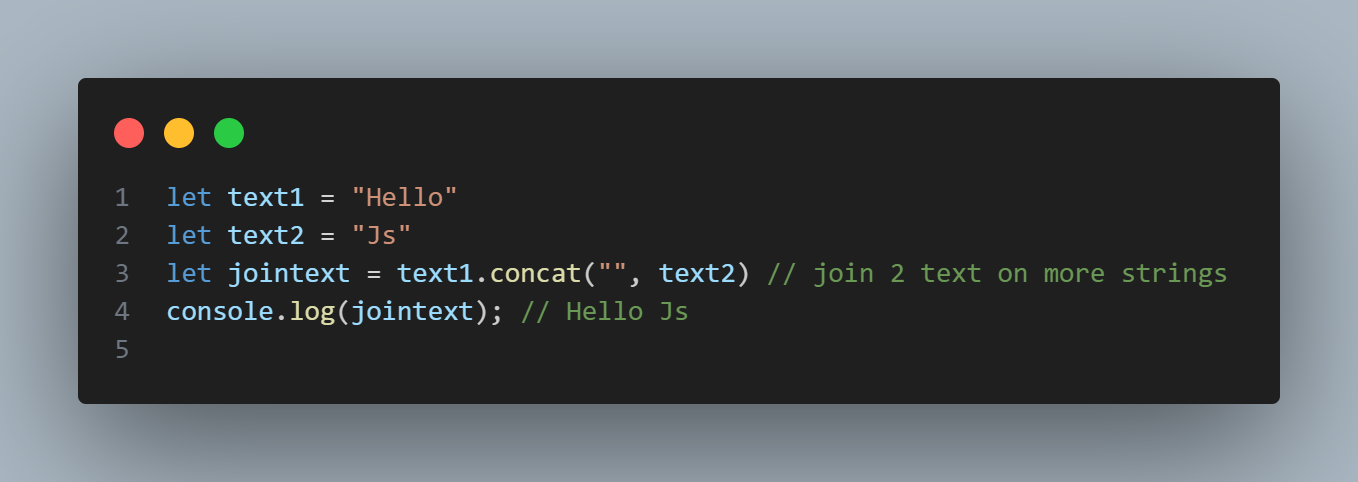 1 let text1 = "Hello"
2 let text2 = "Js"
3 let jointext = text1.concat("", text2) // join 2 text on more strings
4 console.log(jointext); // Hello Js
5